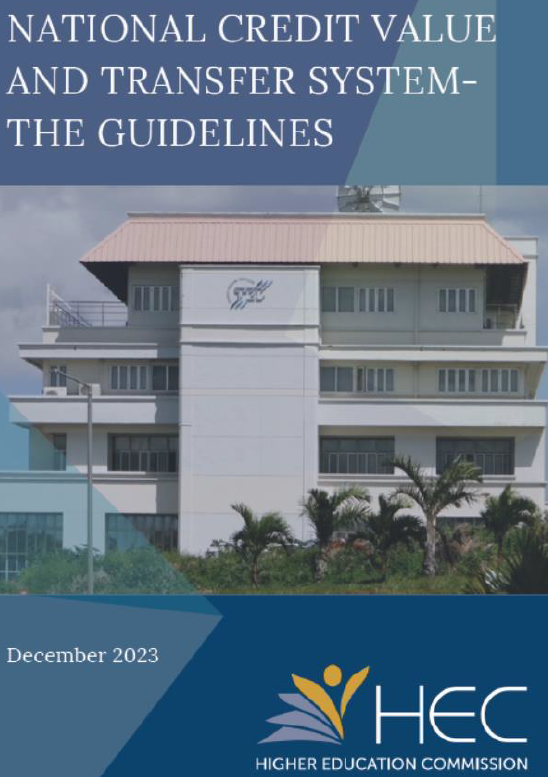 NATIONAL CREDIT VALUE
AND TRANSFER SYSTEM-
THE GUIDELINES
December 2023
HEC
HIGHER EDUCATION COMMISSION